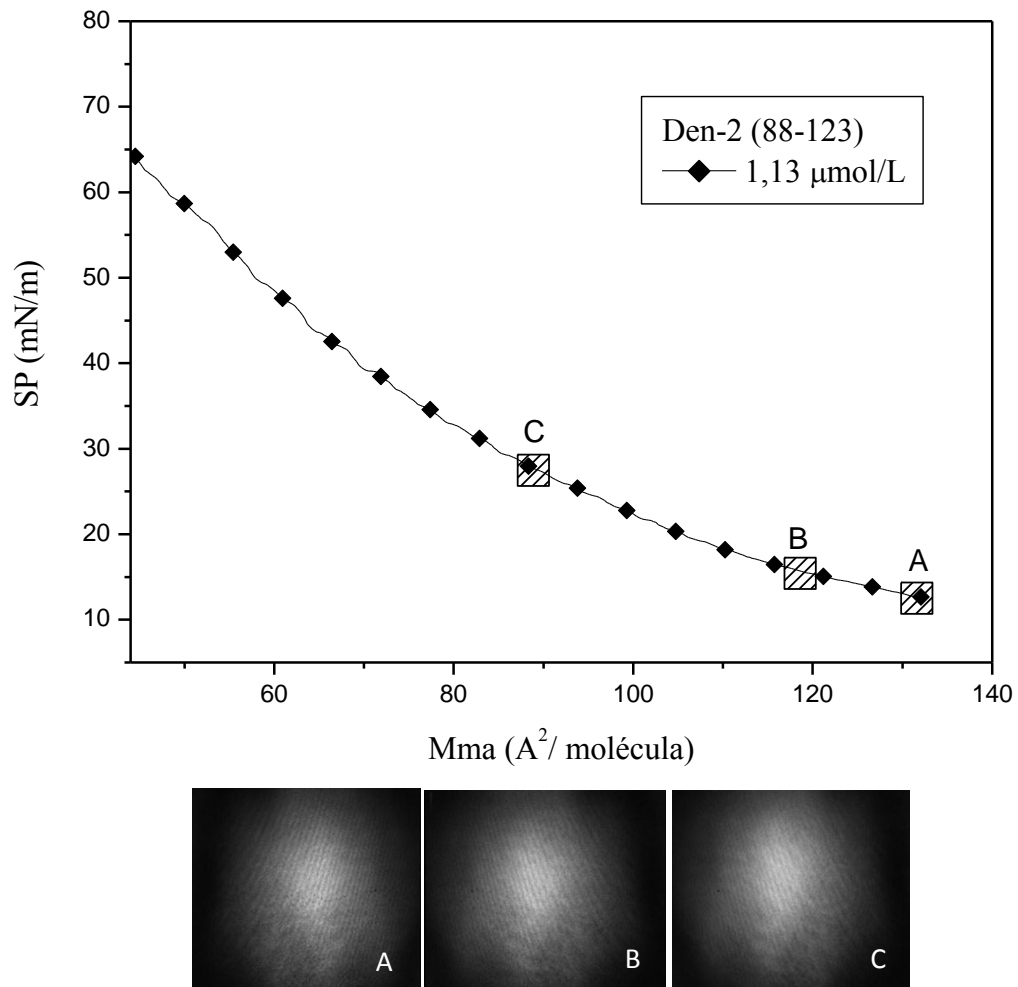 80
70
60
50
40
30
20
10
SP (mN/m)
Den-2 (88-123)
1,13 μmol/L
C
B
A
60
80
100
120
140
Mma (A²/ molécula)
A
B
C